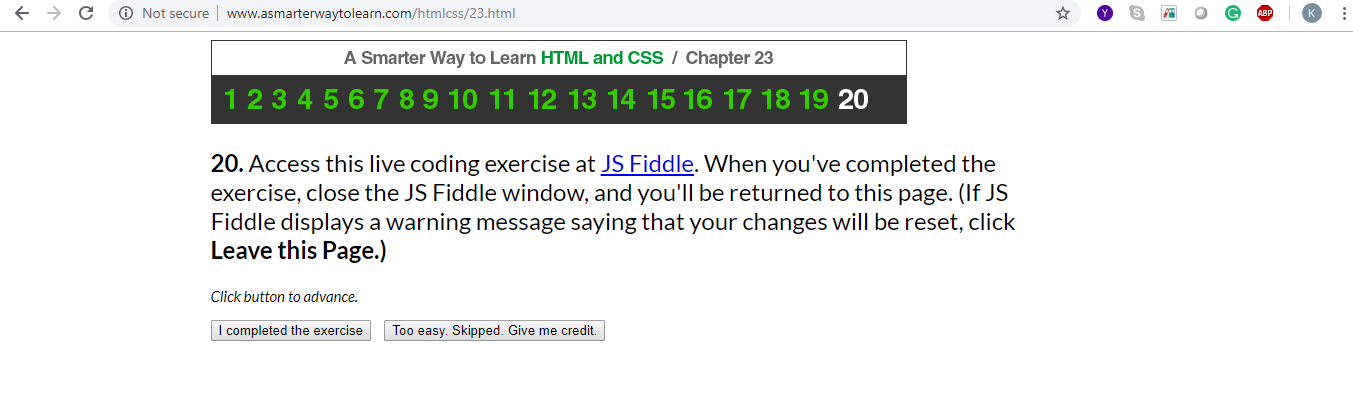 Not secure | www.asmarterwaytolearn.com/htmlcss/23.html
Y S ABP K
A Smarter Way to Learn HTML and CSS / Chapter 23
1 2 3 4 5 6 7 8 9 10 11 12 13 14 15 16 17 18 19 20
20. Access this live coding exercise at JS Fiddle. When you've completed the
exercise, close the JS Fiddle window, and you'll be returned to this page. (If JS
Fiddle displays a warning message saying that your changes will be reset, click
Leave this Page.)
Click button to advance.
I completed the exercise Too easy. Skipped. Give me credit.